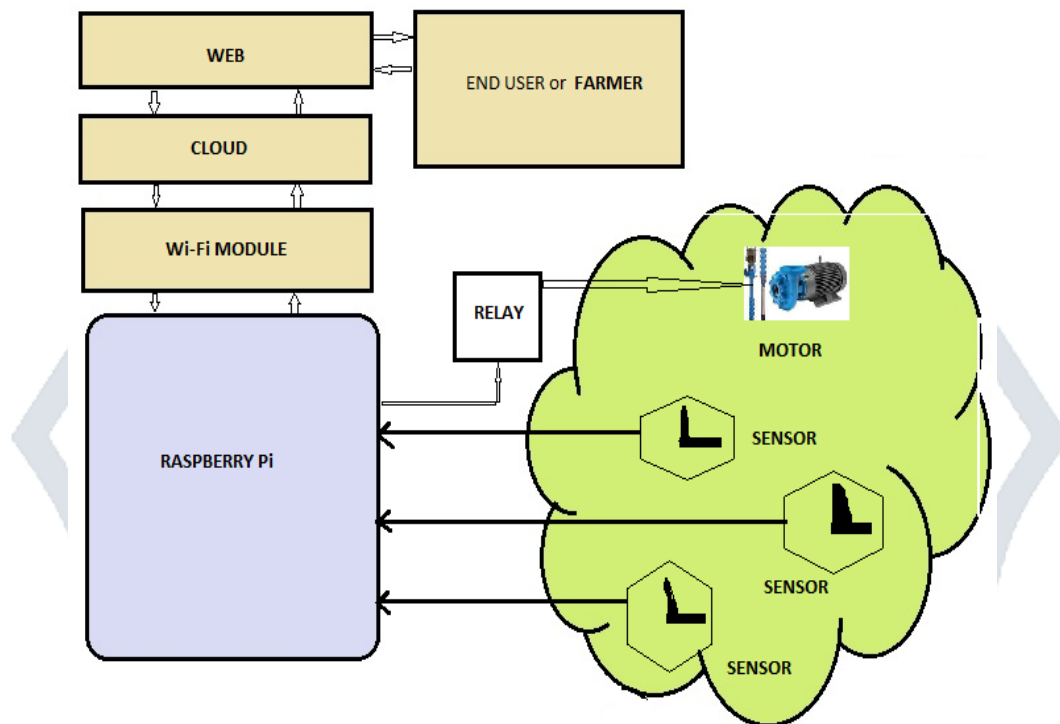 WEB
END USER or FARMER
CLOUD
Wi-Fi MODULE
RELAY
MOTOR
SENSOR
RASPBERRY Pi
SENSOR
SENSOR